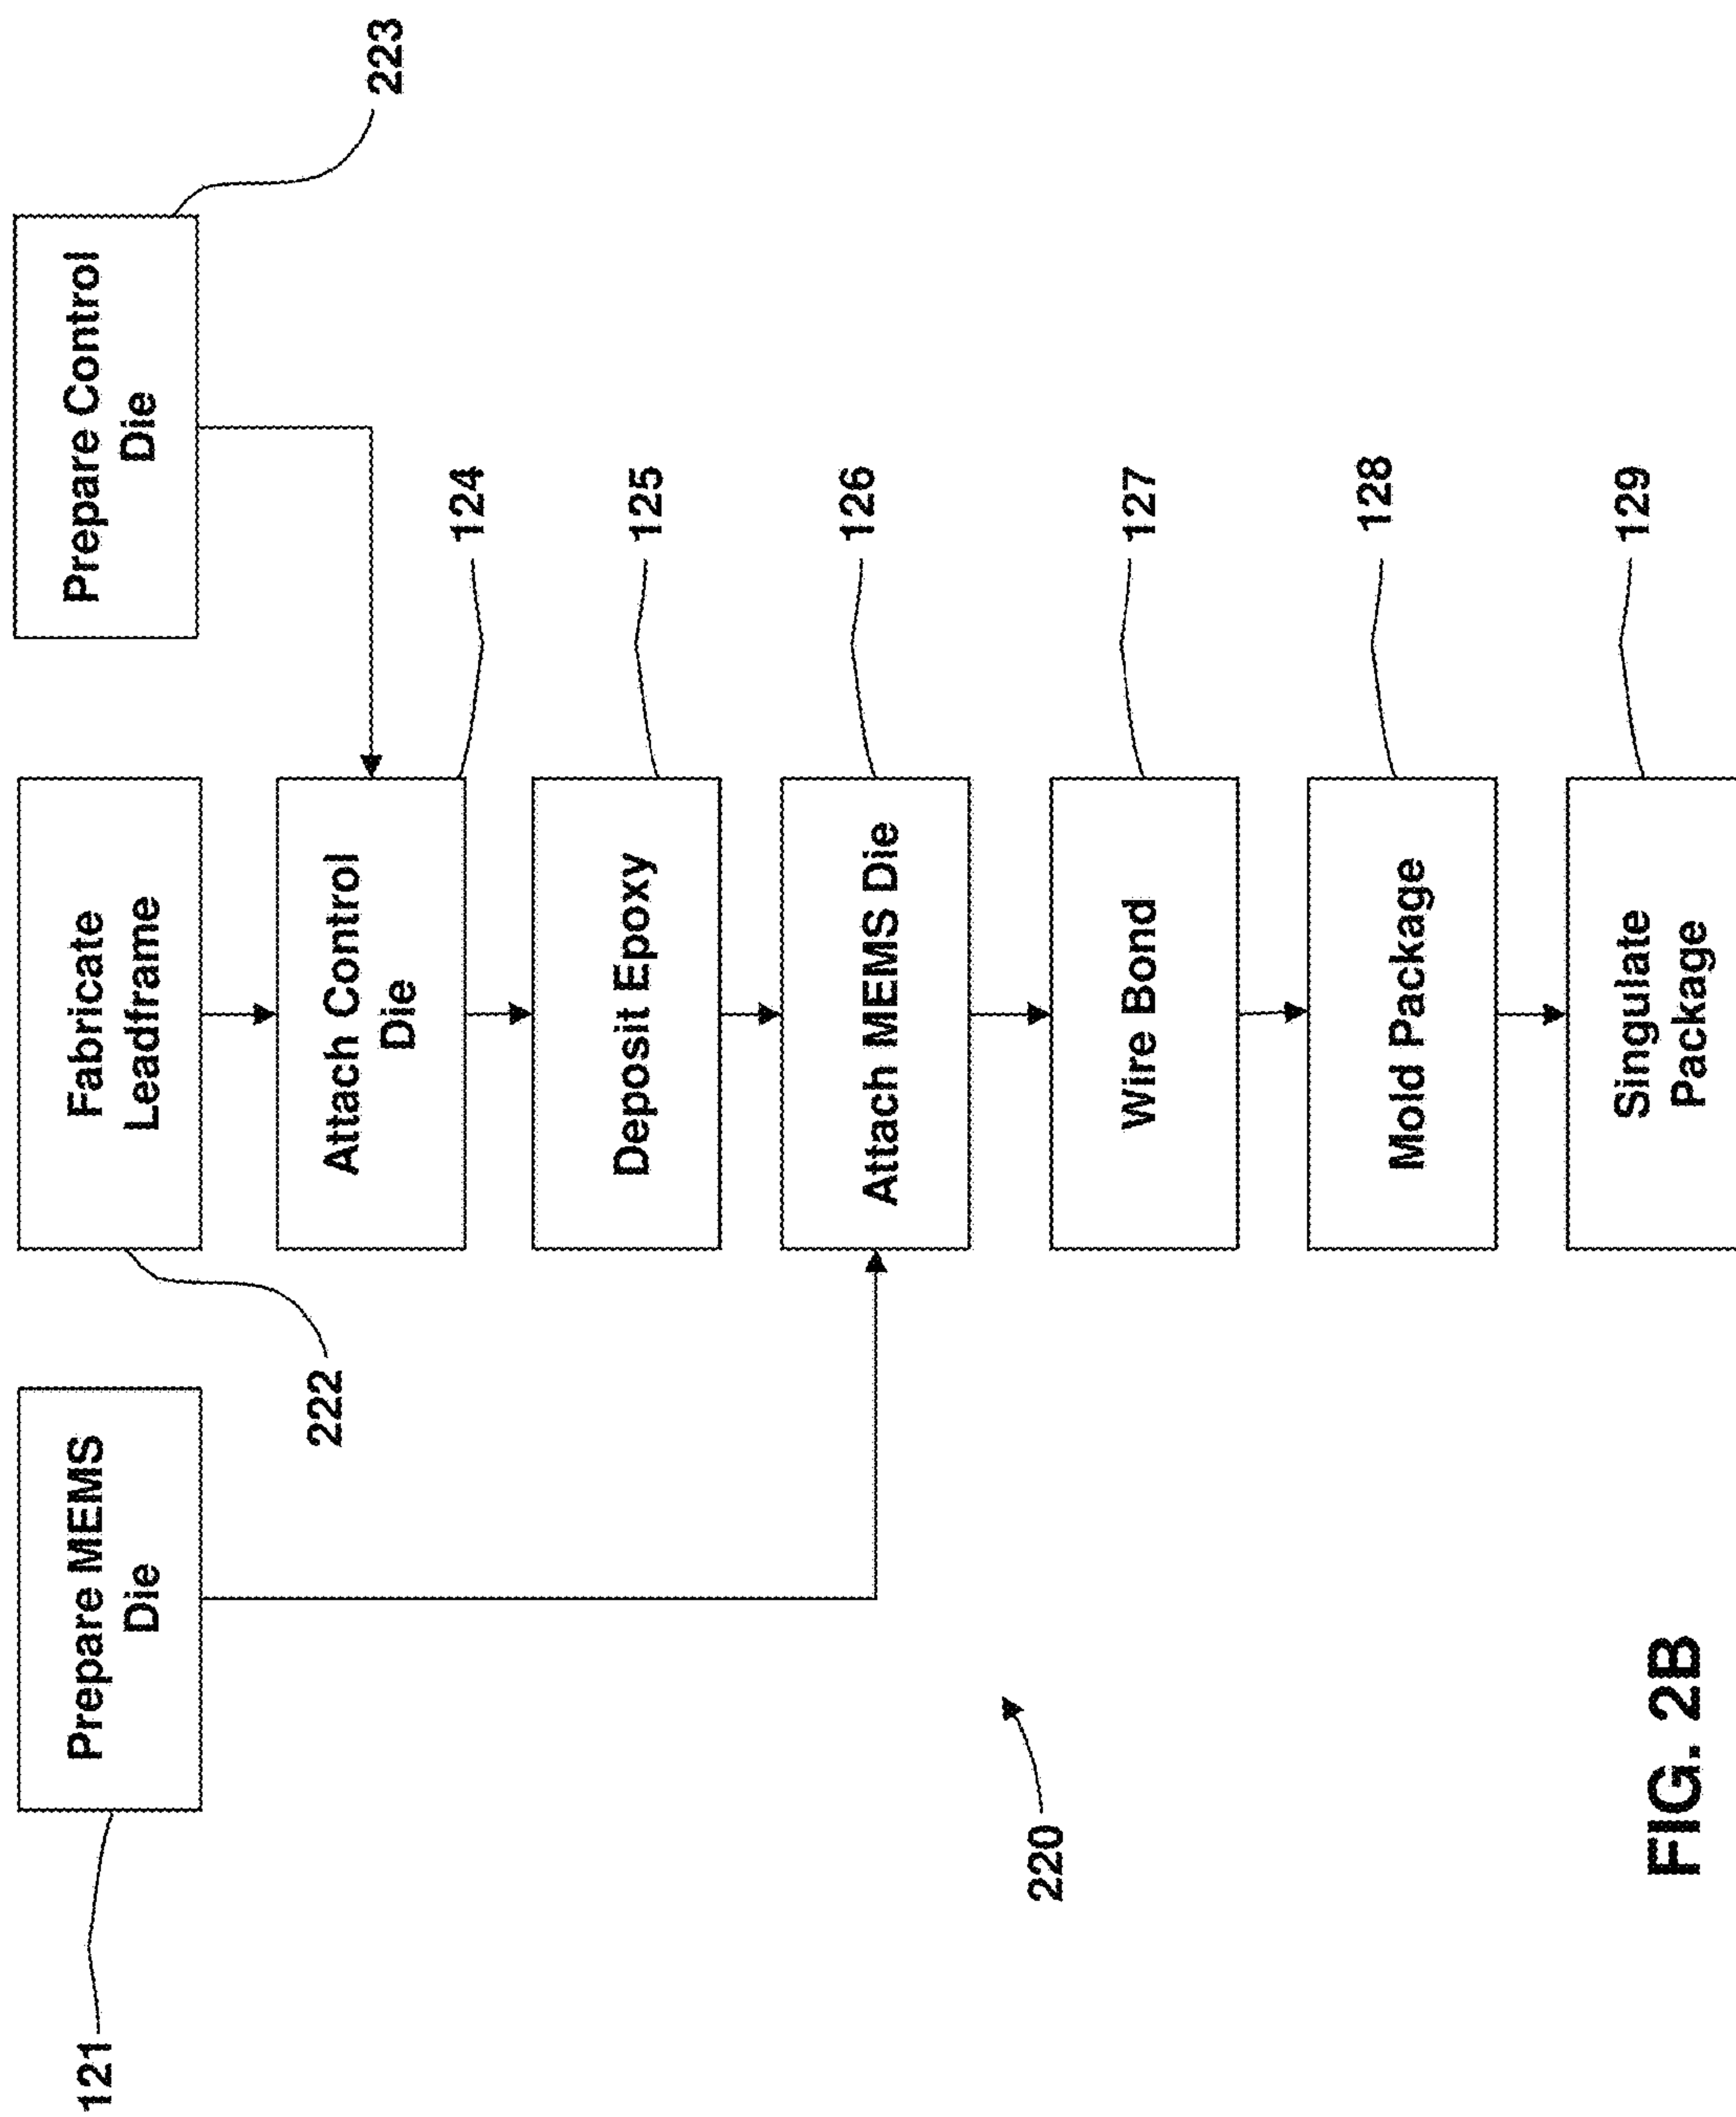 121
Prepare MEMS
Die
222
Fabricate
Leadframe
Prepare Control
Die
223
Attach Control
Die
124
Deposit Epoxy
125
Attach MEMS Die
126
220
Wire Bond
127
Mold Package
128
Singulate
Package
129
FIG. 2B